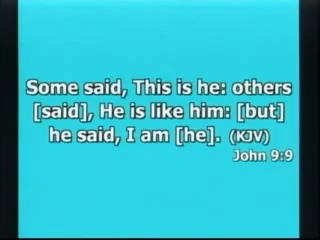 Some said, This is he: others
[said], He is like him: [but]
he said, I am [he]. (KJV)
John 9:9